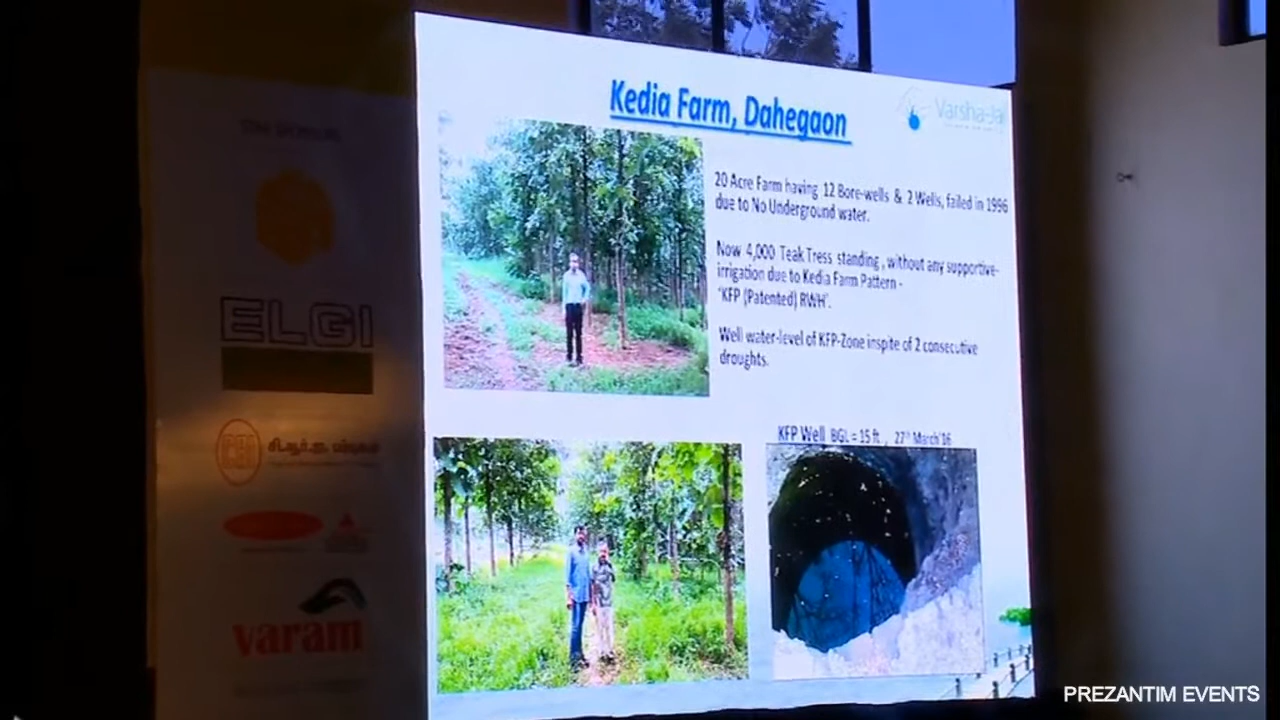 Kedia Farm, Dahegaon
Varsha-Jal
20 Acre Farm having 12 Bore-wells & 2 Wells, failed in 1996
due to No Underground water.
Now 4,000 Teak Tress standing , without any supportive-
irrigation due to Kedia Farm Pattern -
'KFP (Patented) RWH'.
Well water-level of KFP-Zone inspite of 2 consecutive
droughts.
KFP Well BGL = 15 ft , 27th March'16
ELGI
CRI
varam
PREZANTIM EVENTS